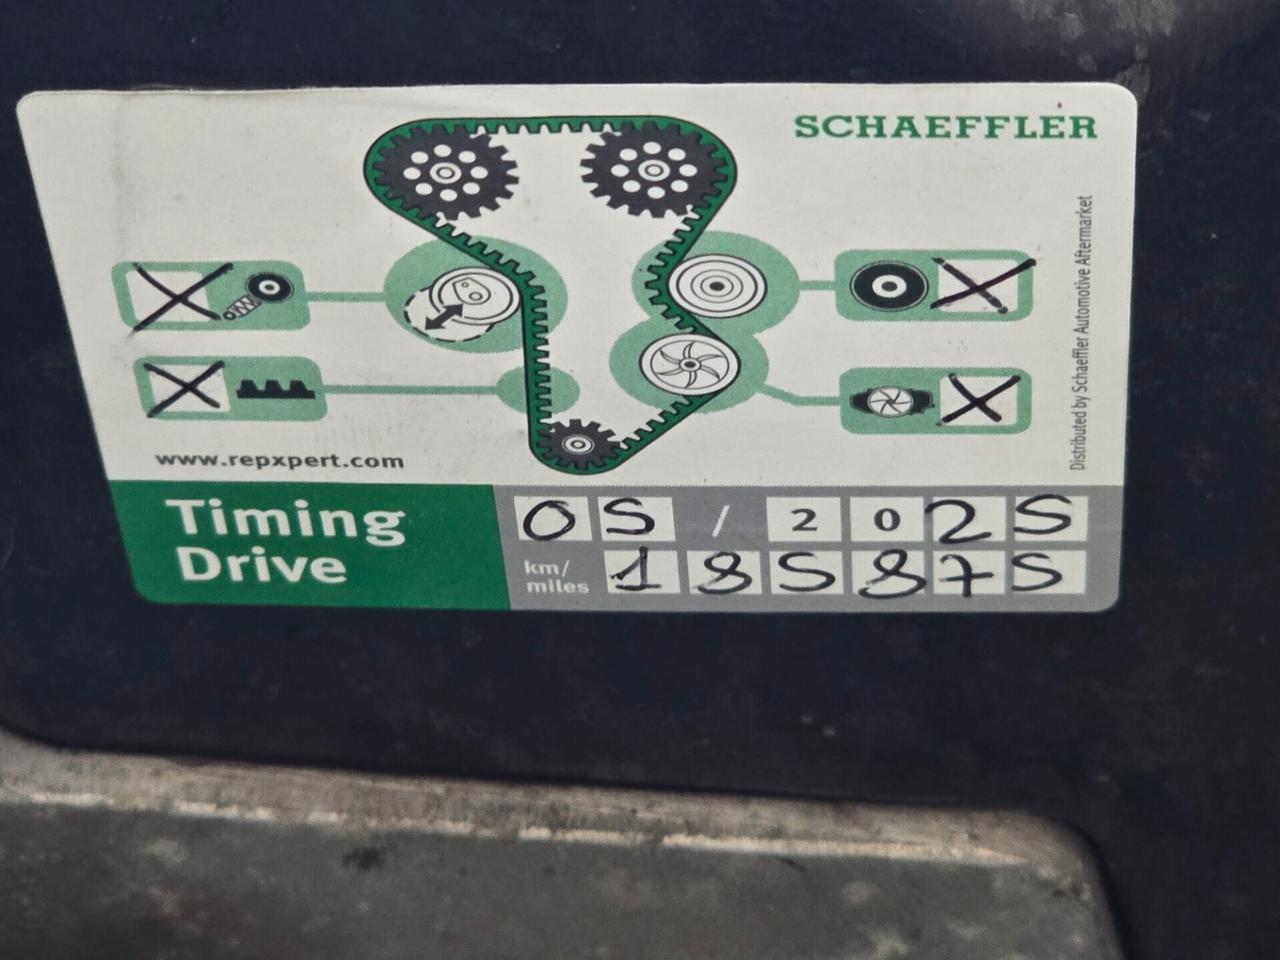 SCHAEFFLER
Distributed by Schaeffler Automotive Aftermarket
www.repxpert.com
Timing
Drive
05 / 2025
km/
miles
185875